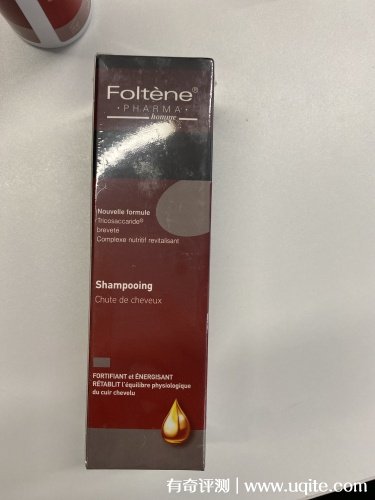 Foltène®
·PHARMA·
homme
Nouvelle formule
Tricosaccando®
breveté
Complexe nutritif revitalisant
Shampooing
Chute de cheveux
FORTIFIANT et ÉNERGISANT
RÉTABLIT l'équilibre physiologique
du cuir chevelu
有奇评测 | www.uqite.com